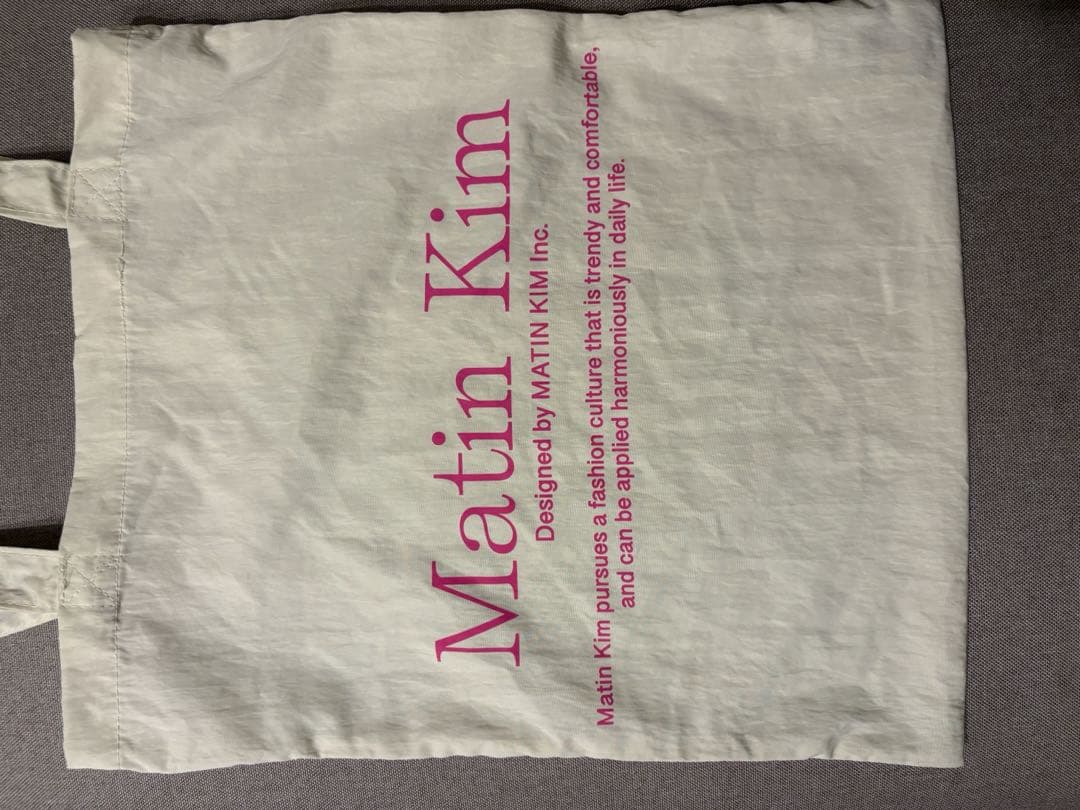 Matin Kim
Designed by MATIN KIM Inc.
Matin Kim pursues a fashion culture that is trendy and comfortable,
and can be applied harmoniously in daily life.